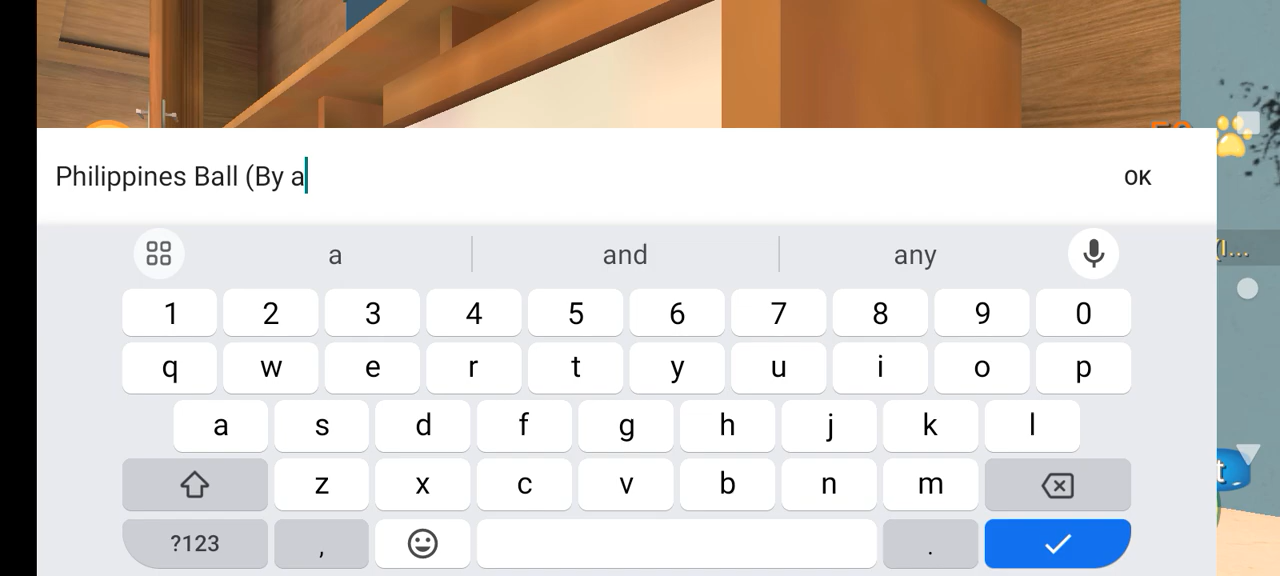 Philippines Ball (By a
OK
a and any
(I...
1 2 3 4 5 6 7 8 9 0
q w e r t y u i o p
a s d f g h j k l
z x c v b n m
t
?123 , .